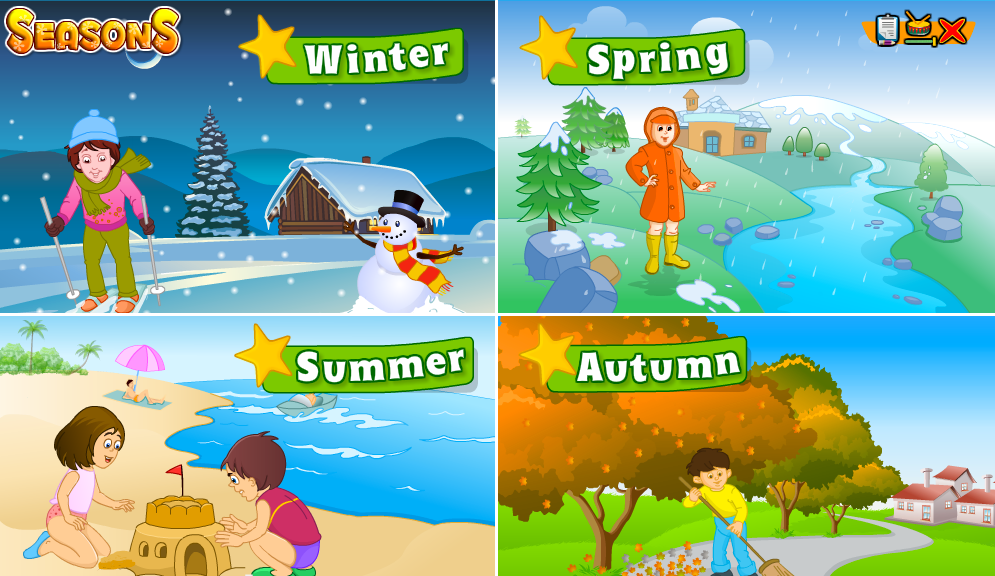 SEASONS
Winter
Spring
Summer
Autumn